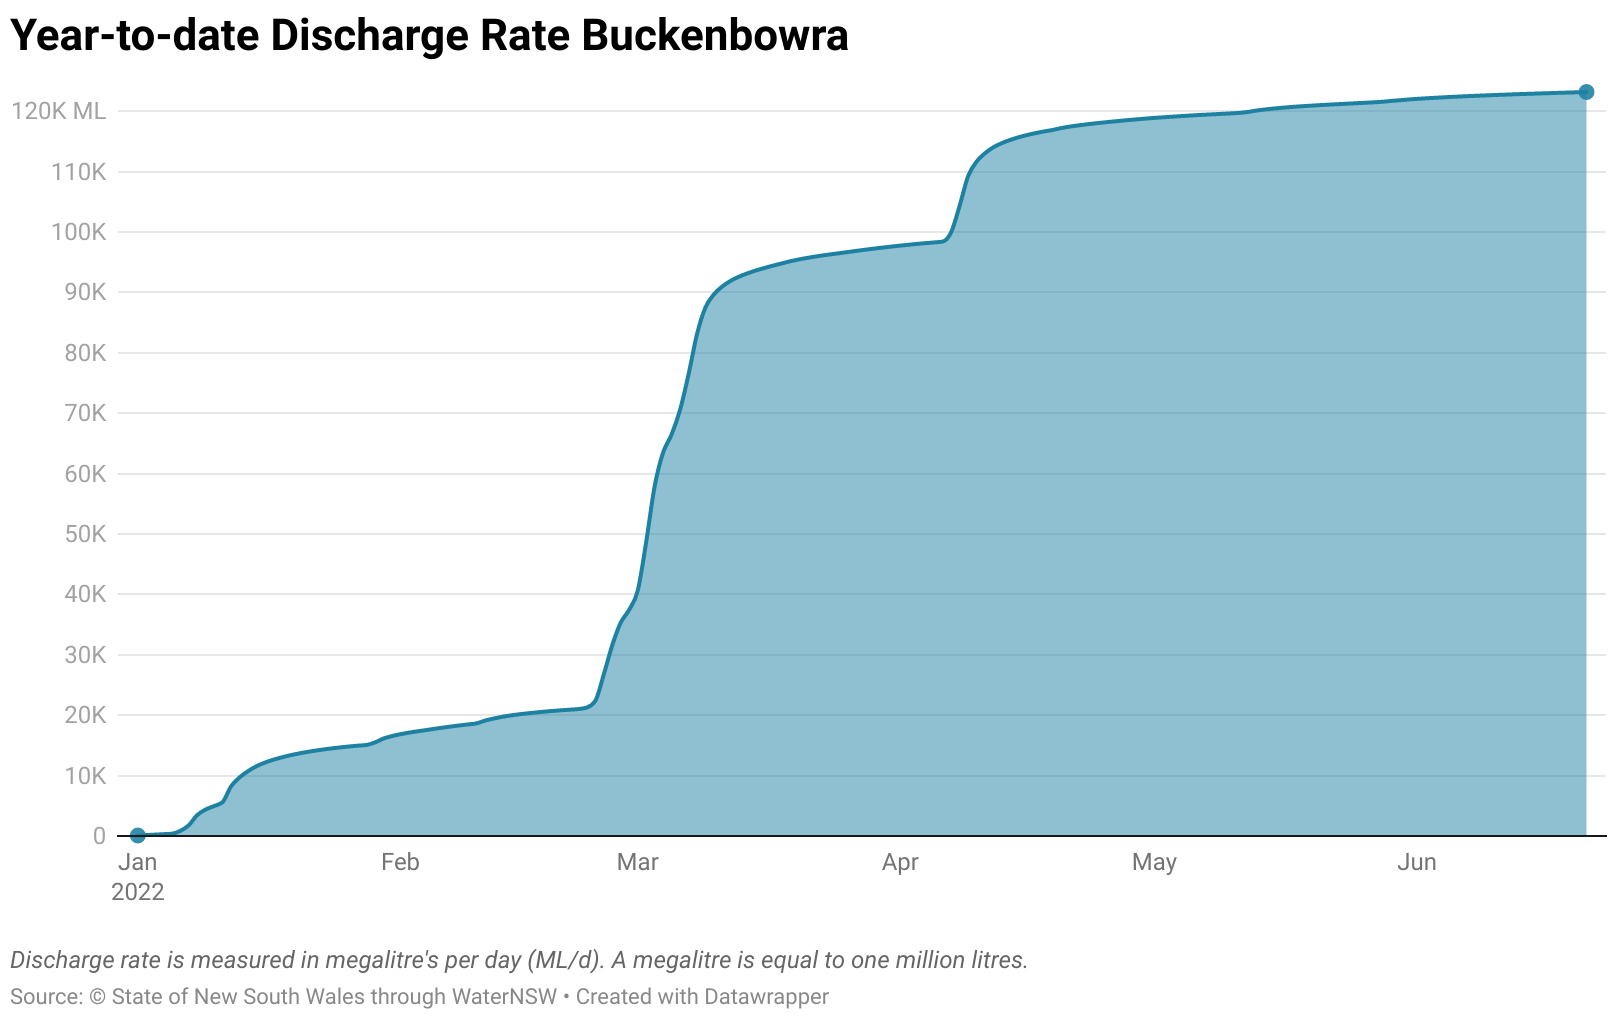 Year-to-date Discharge Rate Buckenbowra
120K ML
110K
100K
90K
80K
70K
60K
50K
40K
30K
20K
10K
0
Jan Feb Mar Apr May Jun
2022
Discharge rate is measured in megalitre's per day (ML/d). A megalitre is equal to one million litres.
Source: © State of New South Wales through WaterNSW • Created with Datawrapper